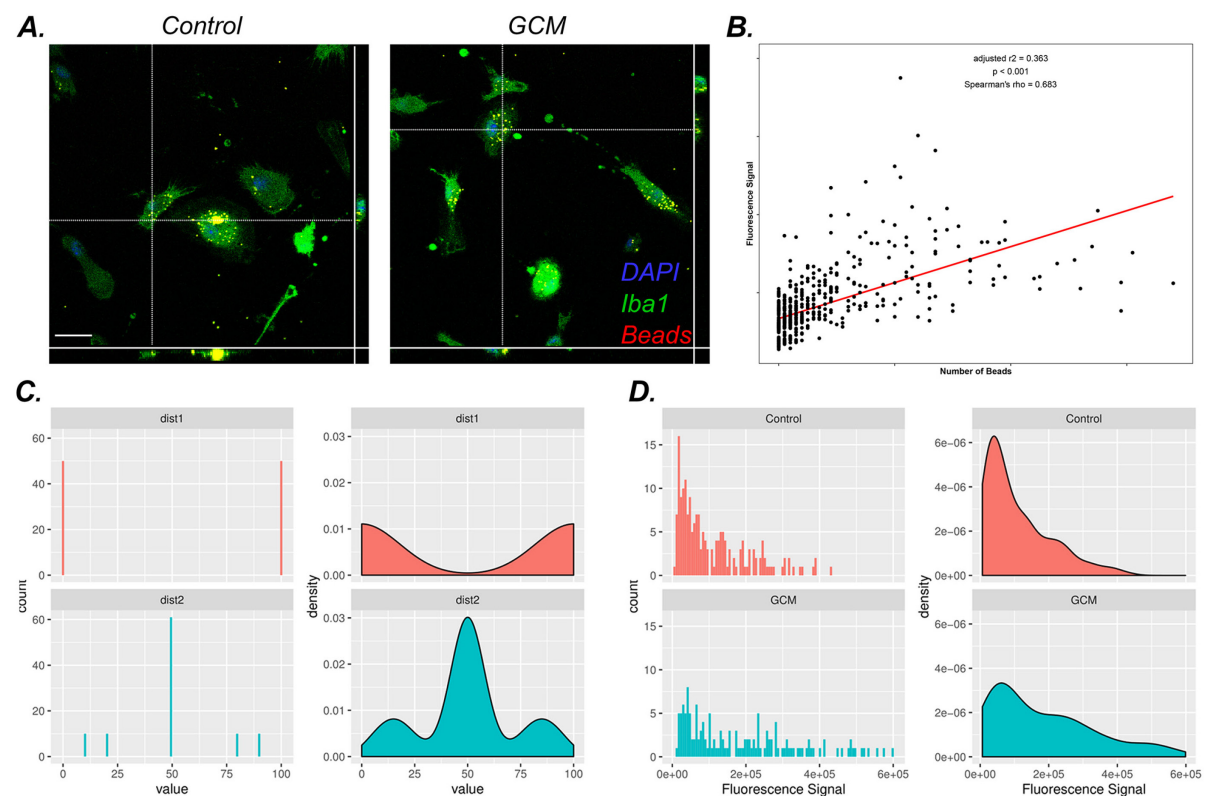 A.
Control
GCM
DAPI
Iba1
Beads
B.
adjusted r2 = 0.363
p < 0.001
Spearman's rho = 0.683
Fluorescence Signal
Number of Beads
C.
dist1
60
40
20
0
count
dist2
60
40
20
0
0 25 50 75 100
value
dist1
0.03
0.02
0.01
0.00
density
dist2
0.03
0.02
0.01
0.00
0 25 50 75 100
value
D.
Control
15
10
5
0
count
GCM
15
10
5
0
0e+00 2e+05 4e+05 6e+05
Fluorescence Signal
Control
6e-06
4e-06
2e-06
0e+00
density
GCM
6e-06
4e-06
2e-06
0e+00
0e+00 2e+05 4e+05 6e+05
Fluorescence Signal